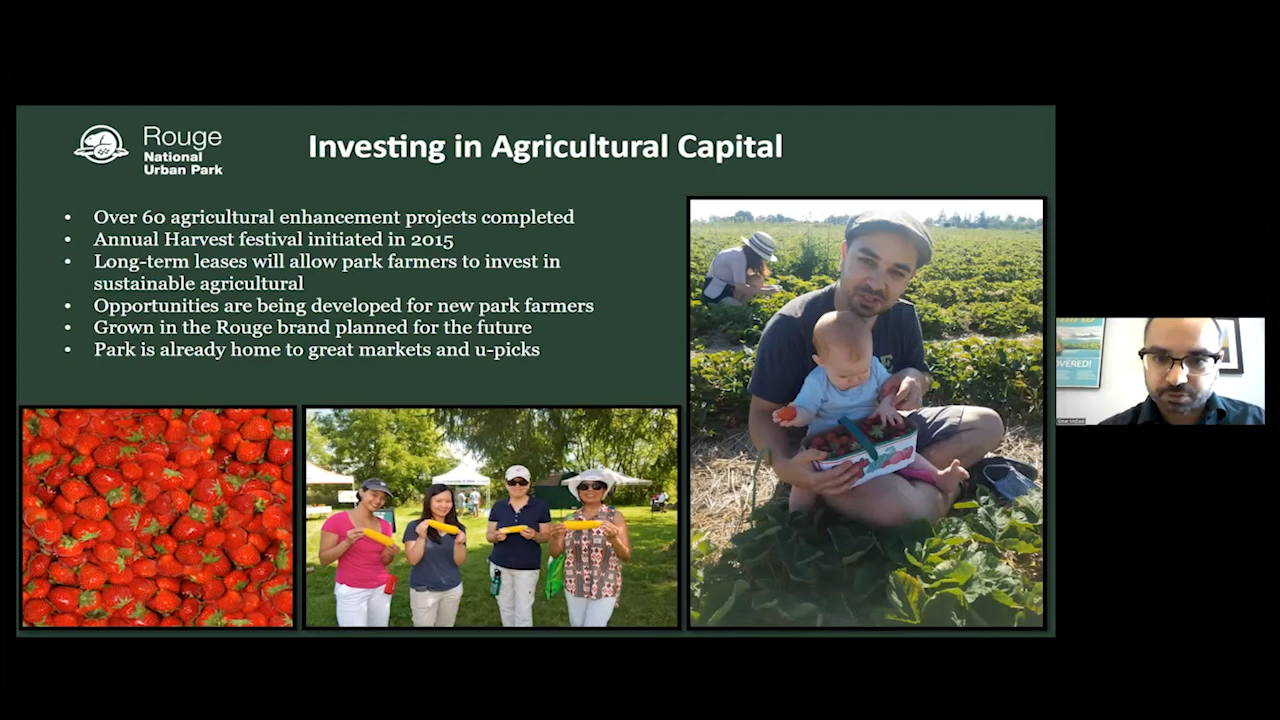 Rouge
National
Urban Park
Investing in Agricultural Capital
• Over 60 agricultural enhancement projects completed
• Annual Harvest festival initiated in 2015
• Long-term leases will allow park farmers to invest in
sustainable agricultural
• Opportunities are being developed for new park farmers
• Grown in the Rouge brand planned for the future
• Park is already home to great markets and u-picks
OVERED!